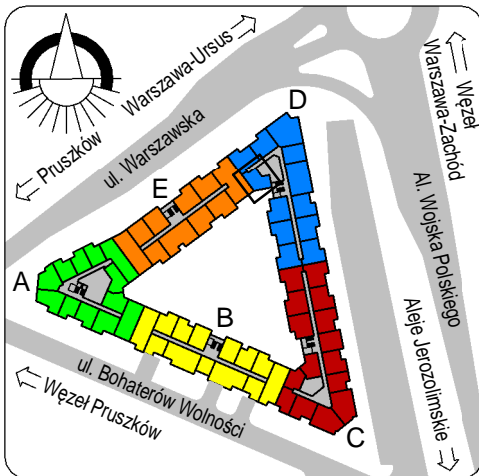 Warszawa-Ursus
Pruszków
ul. Warszawska
Węzeł
Warszawa-Zachód
Al. Wojska Polskiego
Aleje Jerozolimskie
D
E
A
B
C
ul. Bohaterów Wolności
Węzeł Pruszków